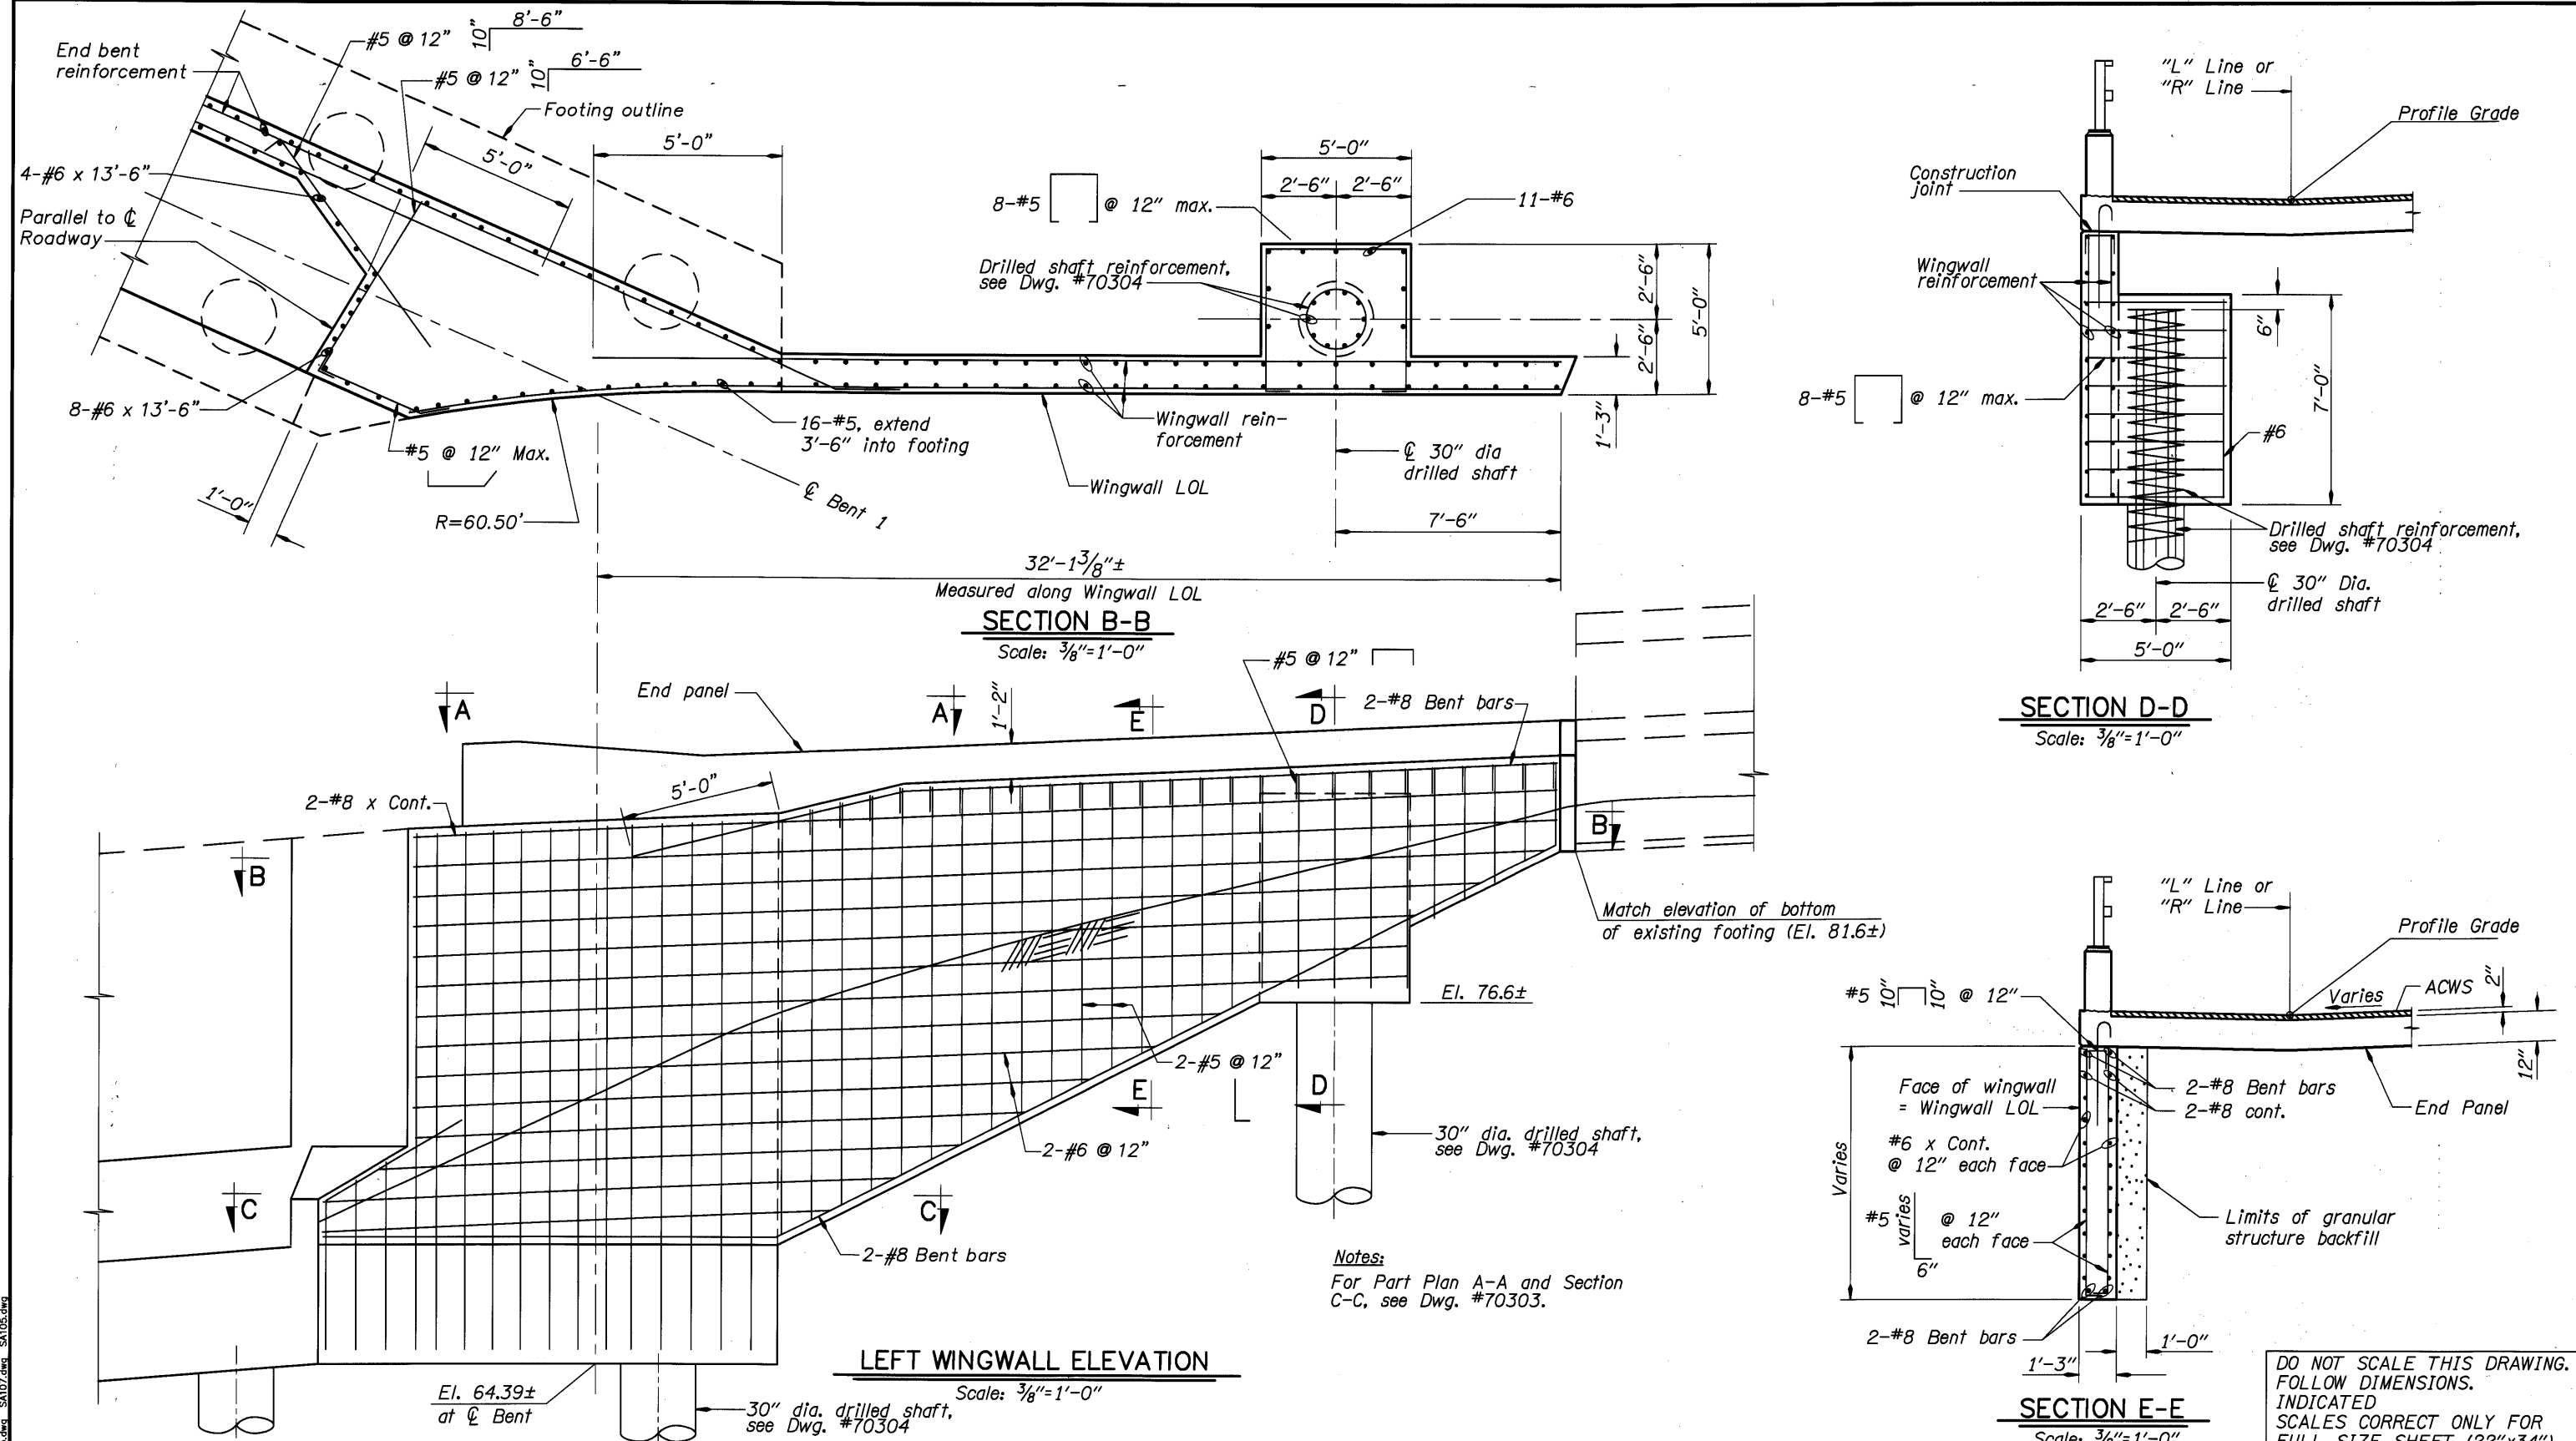 End bent
reinforcement
#5 @ 12"
10"
8'-6"
#5 @ 12"
10"
6'-6"
Footing outline
4-#6 x 13'-6"
Parallel to ℄
Roadway
5'-0"
5'-0"
8-#6 x 13'-6"
#5 @ 12" Max.
1'-0"
R=60.50'
16-#5, extend
3'-6" into footing
℄ Bent 1
Wingwall rein-
forcement
Wingwall LOL
8-#5 @ 12" max.
5'-0"
2'-6" 2'-6"
11-#6
Drilled shaft reinforcement,
see Dwg. #70304
2'-6"
2'-6"
5'-0"
1'-3"
℄ 30" dia
drilled shaft
7'-6"
32'-1 3/8"±
Measured along Wingwall LOL
SECTION B-B
Scale: 3/8"=1'-0"
"L" Line or
"R" Line
Profile Grade
Construction
joint
Wingwall
reinforcement
8-#5 @ 12" max.
6"
7'-0"
#6
Drilled shaft reinforcement,
see Dwg. #70304
℄ 30" Dia.
drilled shaft
2'-6" 2'-6"
5'-0"
SECTION D-D
Scale: 3/8"=1'-0"
A
End panel
A
1'-2"
E
D
#5 @ 12"
2-#8 Bent bars
2-#8 x Cont.
5'-0"
B
B
Match elevation of bottom
of existing footing (El. 81.6±)
El. 76.6±
2-#5 @ 12"
E
D
2-#6 @ 12"
30" dia. drilled shaft,
see Dwg. #70304
C
C
2-#8 Bent bars
Notes:
For Part Plan A-A and Section
C-C, see Dwg. #70303.
El. 64.39±
at ℄ Bent
30" dia. drilled shaft,
see Dwg. #70304
LEFT WINGWALL ELEVATION
Scale: 3/8"=1'-0"
"L" Line or
"R" Line
Profile Grade
#5 10" 10" @ 12"
Varies
ACWS
2"
12"
Face of wingwall
= Wingwall LOL
2-#8 Bent bars
2-#8 cont.
End Panel
#6 x Cont.
@ 12" each face
Varies
#5 varies @ 12"
each face
6"
Limits of granular
structure backfill
2-#8 Bent bars
1'-0"
1'-3"
SECTION E-E
Scale: 3/8"=1'-0"
DO NOT SCALE THIS DRAWING.
FOLLOW DIMENSIONS.
INDICATED
SCALES CORRECT ONLY FOR
FULL SIZE SHEET (22"x34")
SA107.dwg SA105.dwg